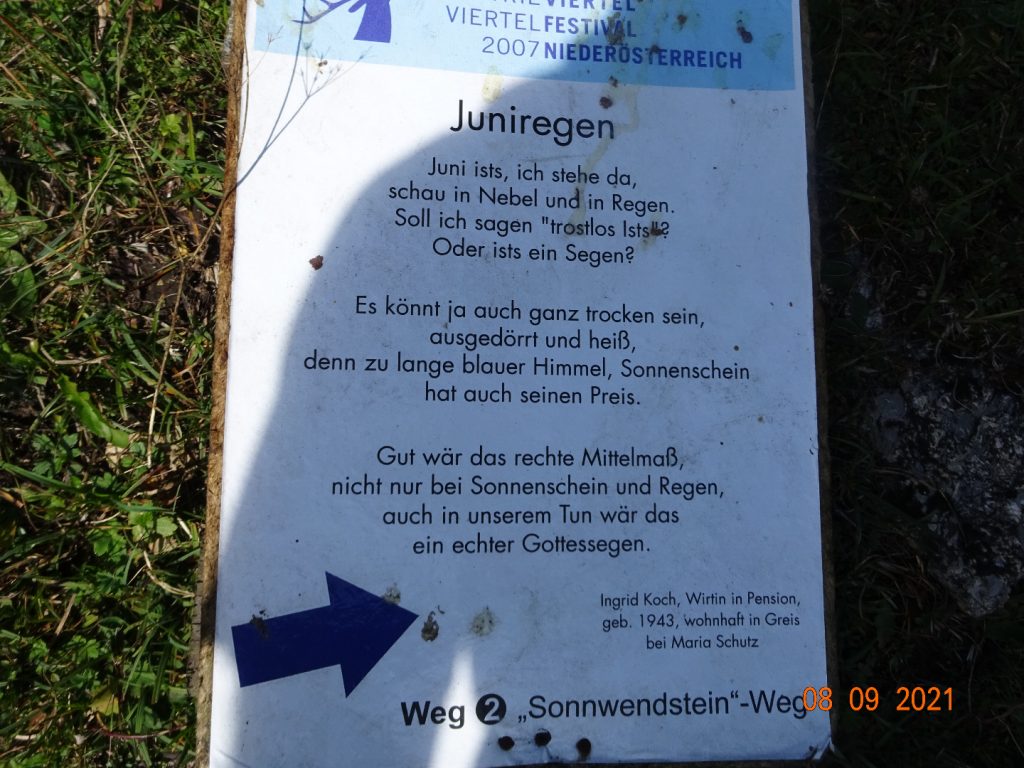 VIERTEL
VIERTELFESTIVAL
2007 NIEDERÖSTERREICH
Juniregen
Juni ists, ich stehe da,
schau in Nebel und in Regen.
Soll ich sagen "trostlos Ists"?
Oder ists ein Segen?
Es könnt ja auch ganz trocken sein,
ausgedörrt und heiß,
denn zu lange blauer Himmel, Sonnenschein
hat auch seinen Preis.
Gut wär das rechte Mittelmaß,
nicht nur bei Sonnenschein und Regen,
auch in unserem Tun wär das
ein echter Gottessegen.
Ingrid Koch, Wirtin in Pension,
geb. 1943, wohnhaft in Greis
bei Maria Schutz
Weg 2 „Sonnwendstein“-Weg
08 09 2021